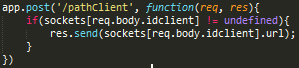 app.post('/pathClient', function(req, res){
    if(sockets[req.body.idclient] != undefined){
        res.send(sockets[req.body.idclient].url);
    }
})